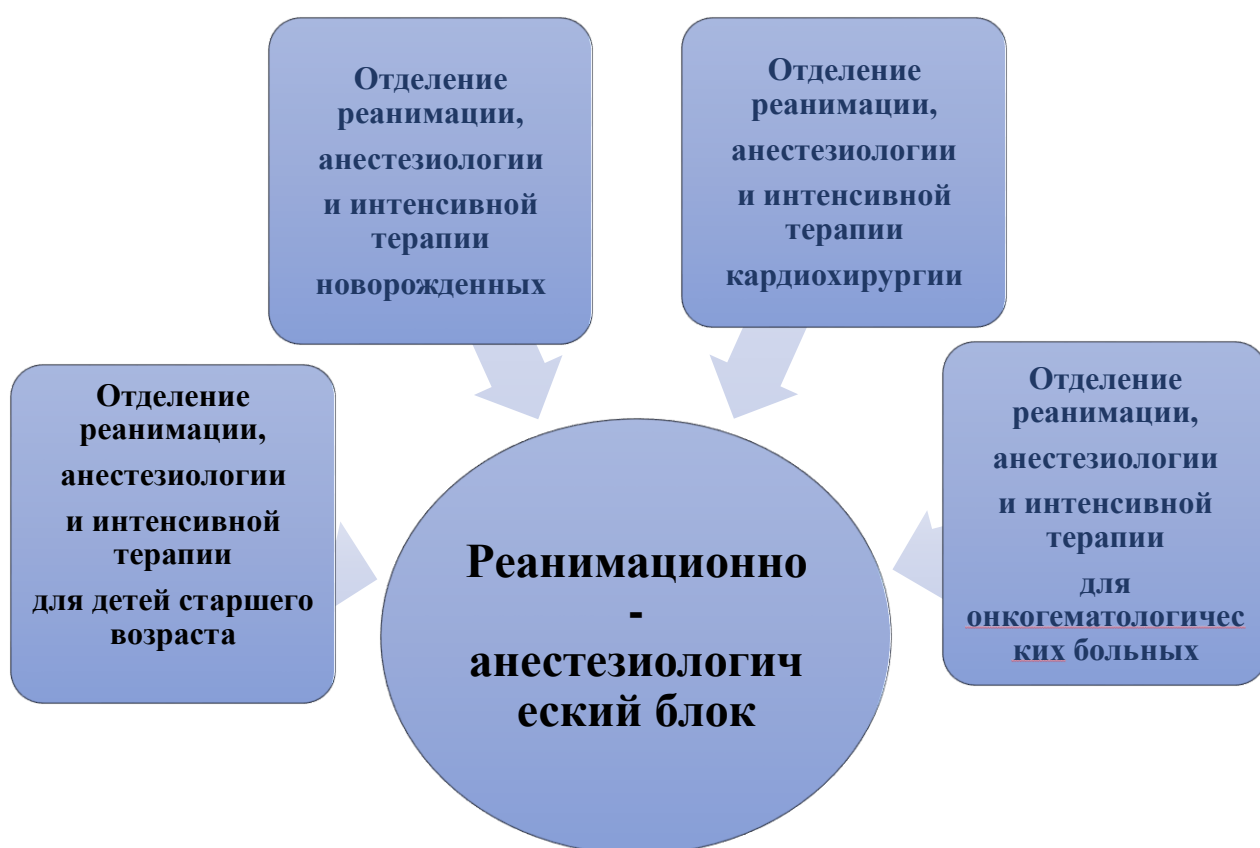 Отделение
реанимации,
анестезиологии
и интенсивной
терапии
новорожденных
Отделение
реанимации,
анестезиологии
и интенсивной
терапии
кардиохирургии
Отделение
реанимации,
анестезиологии
и интенсивной
терапии
для детей старшего
возраста
Отделение
реанимации,
анестезиологии
и интенсивной
терапии
для
онкогематологичес
ких больных
Реанимационно
-
анестезиологич
еский блок